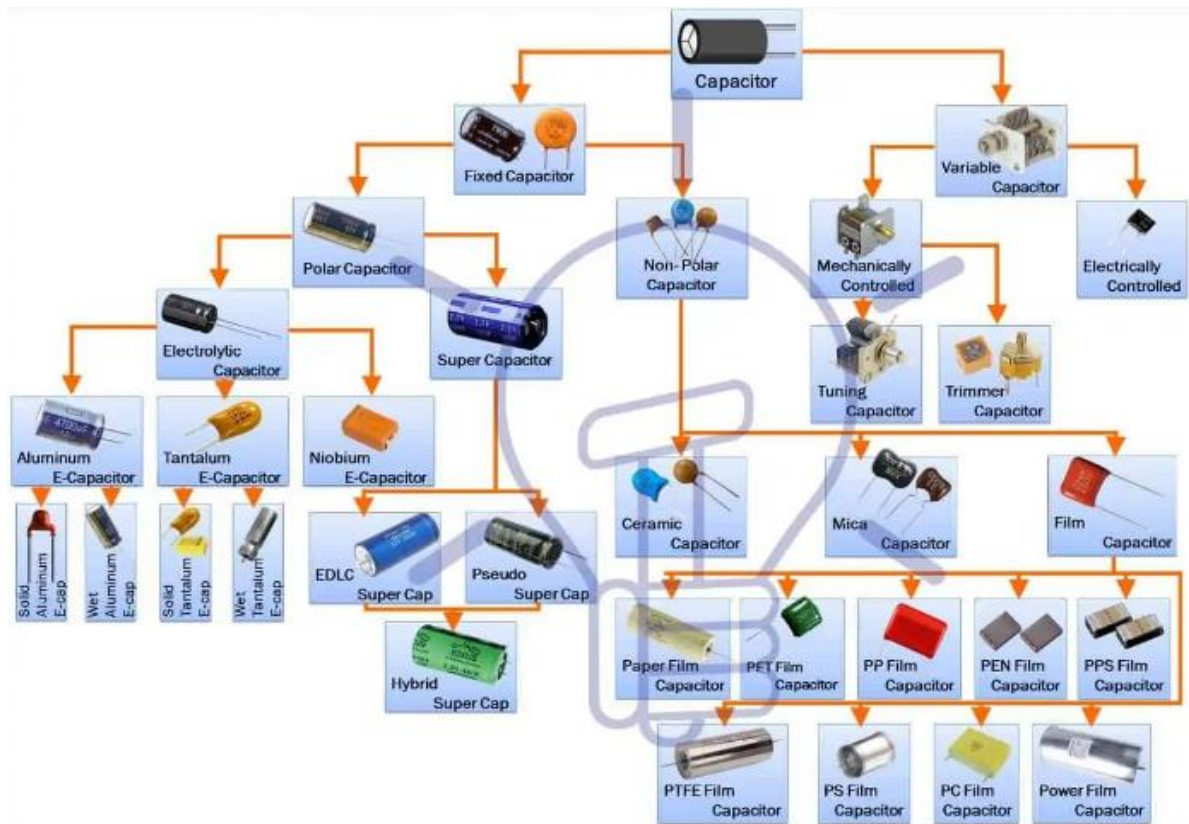 Capacitor
Fixed Capacitor
Variable
Capacitor
Polar Capacitor
Non- Polar
Capacitor
Mechanically
Controlled
Electrically
Controlled
Electrolytic
Capacitor
Super Capacitor
Tuning
Capacitor
Trimmer
Capacitor
Aluminum
E-Capacitor
Tantalum
E-Capacitor
Niobium
E-Capacitor
Ceramic
Capacitor
Mica
Capacitor
Film
Capacitor
Solid
Aluminum
E-cap
Wet
Aluminum
E-cap
Solid
Tantalum
E-cap
Wet
Tantalum
E-cap
EDLC
Super Cap
Pseudo
Super Cap
Hybrid
Super Cap
Paper Film
Capacitor
PET Film
Capacitor
PP Film
Capacitor
PEN Film
Capacitor
PPS Film
Capacitor
PTFE Film
Capacitor
PS Film
Capacitor
PC Film
Capacitor
Power Film
Capacitor